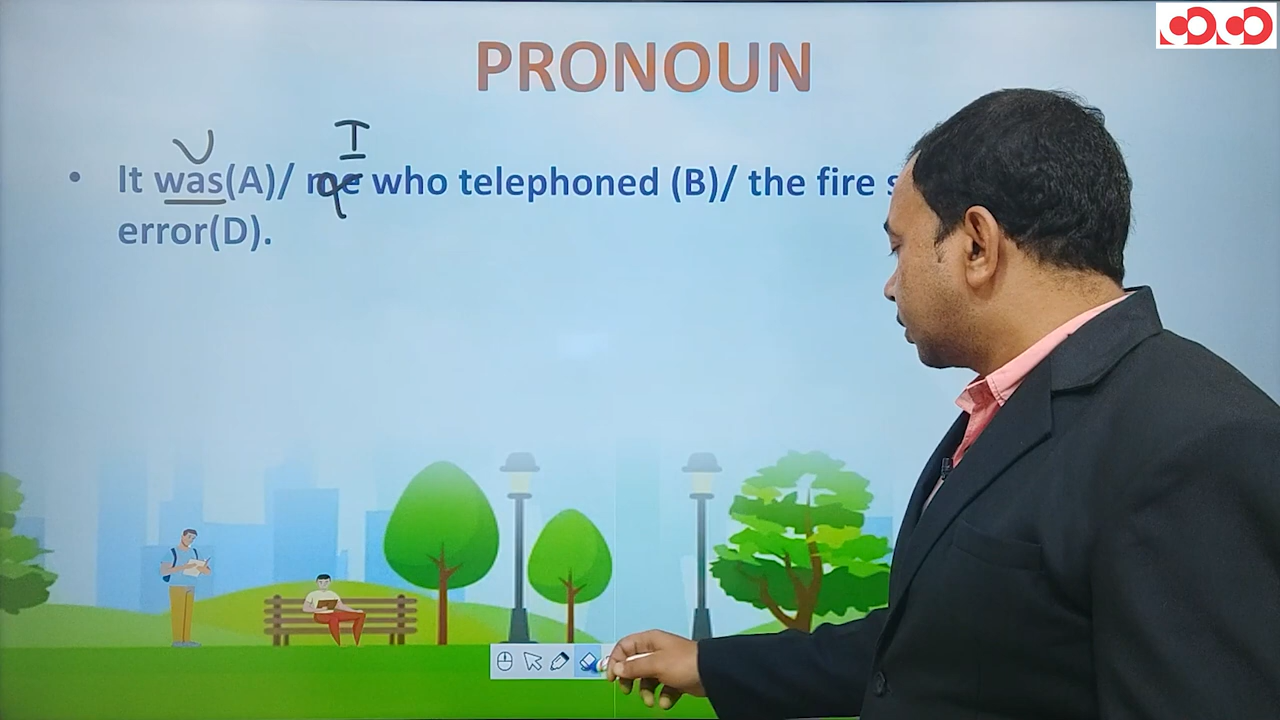 PRONOUN
V
I
• It was(A)/ me who telephoned (B)/ the fire
error(D).